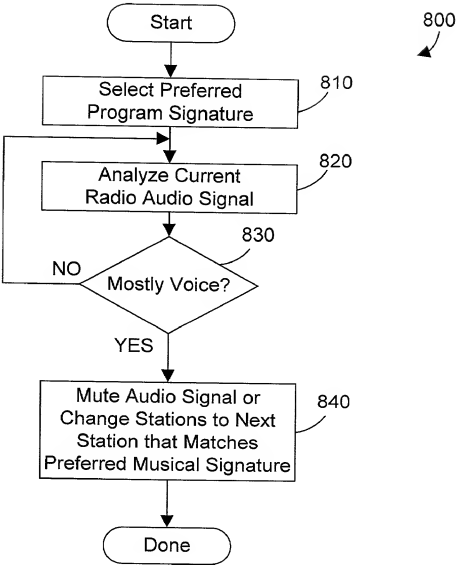 Start
800
Select Preferred
Program Signature
810
Analyze Current
Radio Audio Signal
820
Mostly Voice?
830
NO
YES
Mute Audio Signal or
Change Stations to Next
Station that Matches
Preferred Musical Signature
840
Done